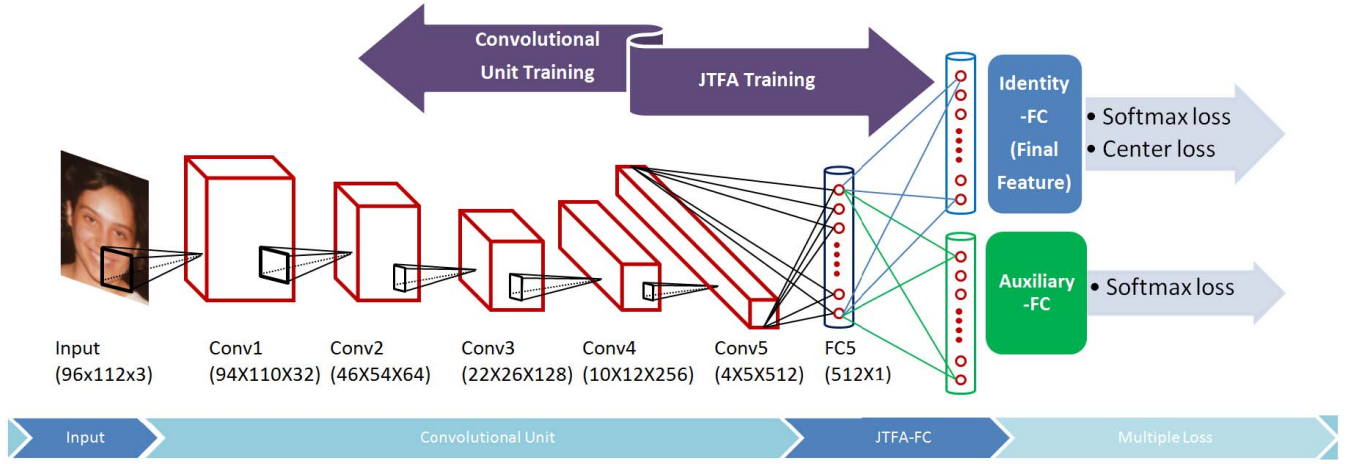 Convolutional
Unit Training
JTFA Training
Identity
-FC
(Final
Feature)
• Softmax loss
• Center loss
Auxiliary
-FC
• Softmax loss
Input
(96x112x3)
Conv1
(94X110X32)
Conv2
(46X54X64)
Conv3
(22X26X128)
Conv4
(10X12X256)
Conv5
(4X5X512)
FC5
(512X1)
Input
Convolutional Unit
JTFA-FC
Multiple Loss